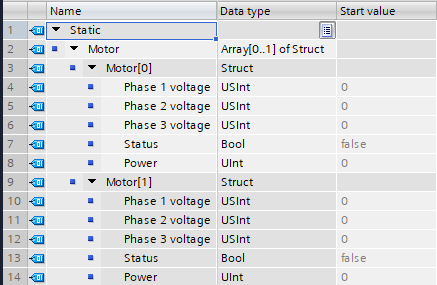 Name Data type Start value
1 Static
2 Motor Array[0..1] of Struct
3 Motor[0] Struct
4 Phase 1 voltage USInt 0
5 Phase 2 voltage USInt 0
6 Phase 3 voltage USInt 0
7 Status Bool false
8 Power UInt 0
9 Motor[1] Struct
10 Phase 1 voltage USInt 0
11 Phase 2 voltage USInt 0
12 Phase 3 voltage USInt 0
13 Status Bool false
14 Power UInt 0